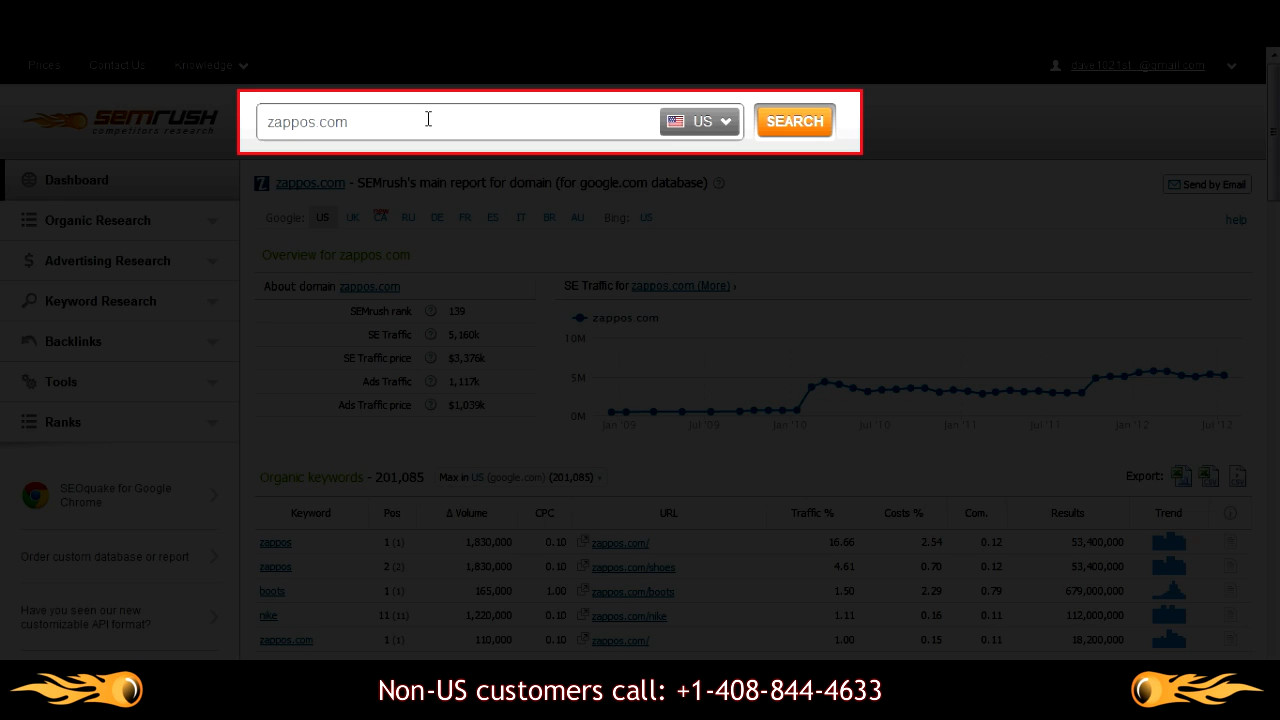 Prices Contact Us Knowledge
semrush
competitors research
zappos.com US SEARCH
Dashboard
Organic Research
Advertising Research
Keyword Research
Backlinks
Tools
Ranks
SEOquake for Google
Chrome
Order custom database or report
Have you seen our new
customizable API format?
7 zappos.com - SEMrush's main report for domain (for google.com database) Send by Email
Google: US UK CA RU DE FR ES IT BR AU Bing: US help
Overview for zappos.com
About domain zappos.com
SEMrush rank 139
SE Traffic 5,160k
SE Traffic price $3,376k
Ads Traffic 1,117k
Ads Traffic price $1,039k
SE Traffic for zappos.com (More) ›
zappos.com
10M
5M
0M
Jan '09 Jul '09 Jan '10 Jul '10 Jan '11 Jul '11 Jan '12 Jul '12
Organic keywords - 201,085 Max in US (google.com) (201,085) Export:
Keyword Pos Δ Volume CPC URL Traffic % Costs % Com. Results Trend
zappos 1 (1) 1,830,000 0.10 zappos.com/ 16.66 2.54 0.12 53,400,000
zappos 2 (2) 1,830,000 0.10 zappos.com/shoes 4.61 0.70 0.12 53,400,000
boots 1 (1) 165,000 1.00 zappos.com/boots 1.50 2.29 0.79 679,000,000
nike 11 (11) 1,220,000 0.10 zappos.com/nike 1.11 0.16 0.11 112,000,000
zappos.com 1 (1) 110,000 0.10 zappos.com/ 1.00 0.15 0.11 18,200,000
Non-US customers call: +1-408-844-4633